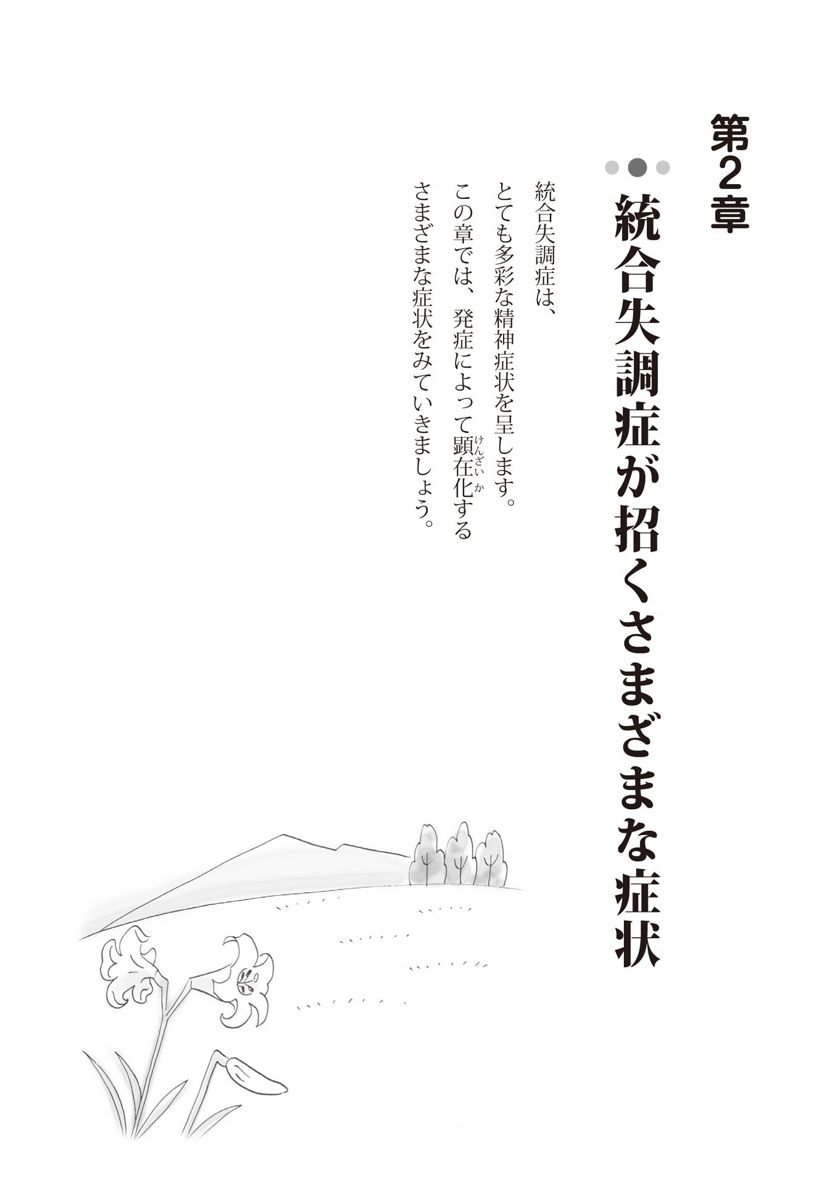 第2章
統合失調症が招くさまざまな症状
統合失調症は、
とても多彩な精神症状を呈します。
この章では、発症によって顕在化する
けんざいか
さまざまな症状をみていきましょう。